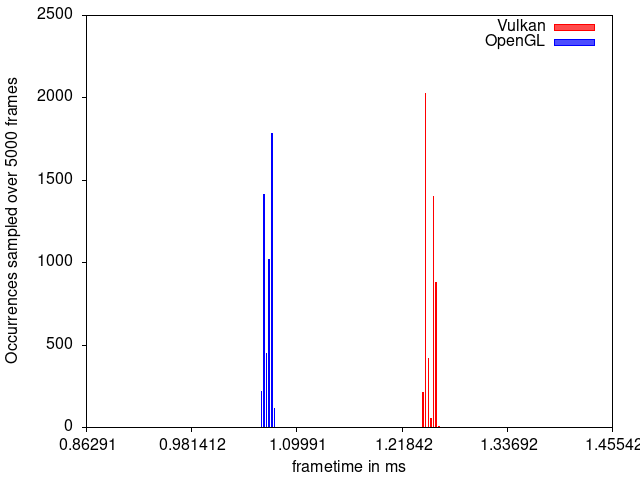 2500
2000
1500
1000
500
0
0.86291 0.981412 1.09991 1.21842 1.33692 1.45542
frametime in ms
Occurrences sampled over 5000 frames
Vulkan
OpenGL